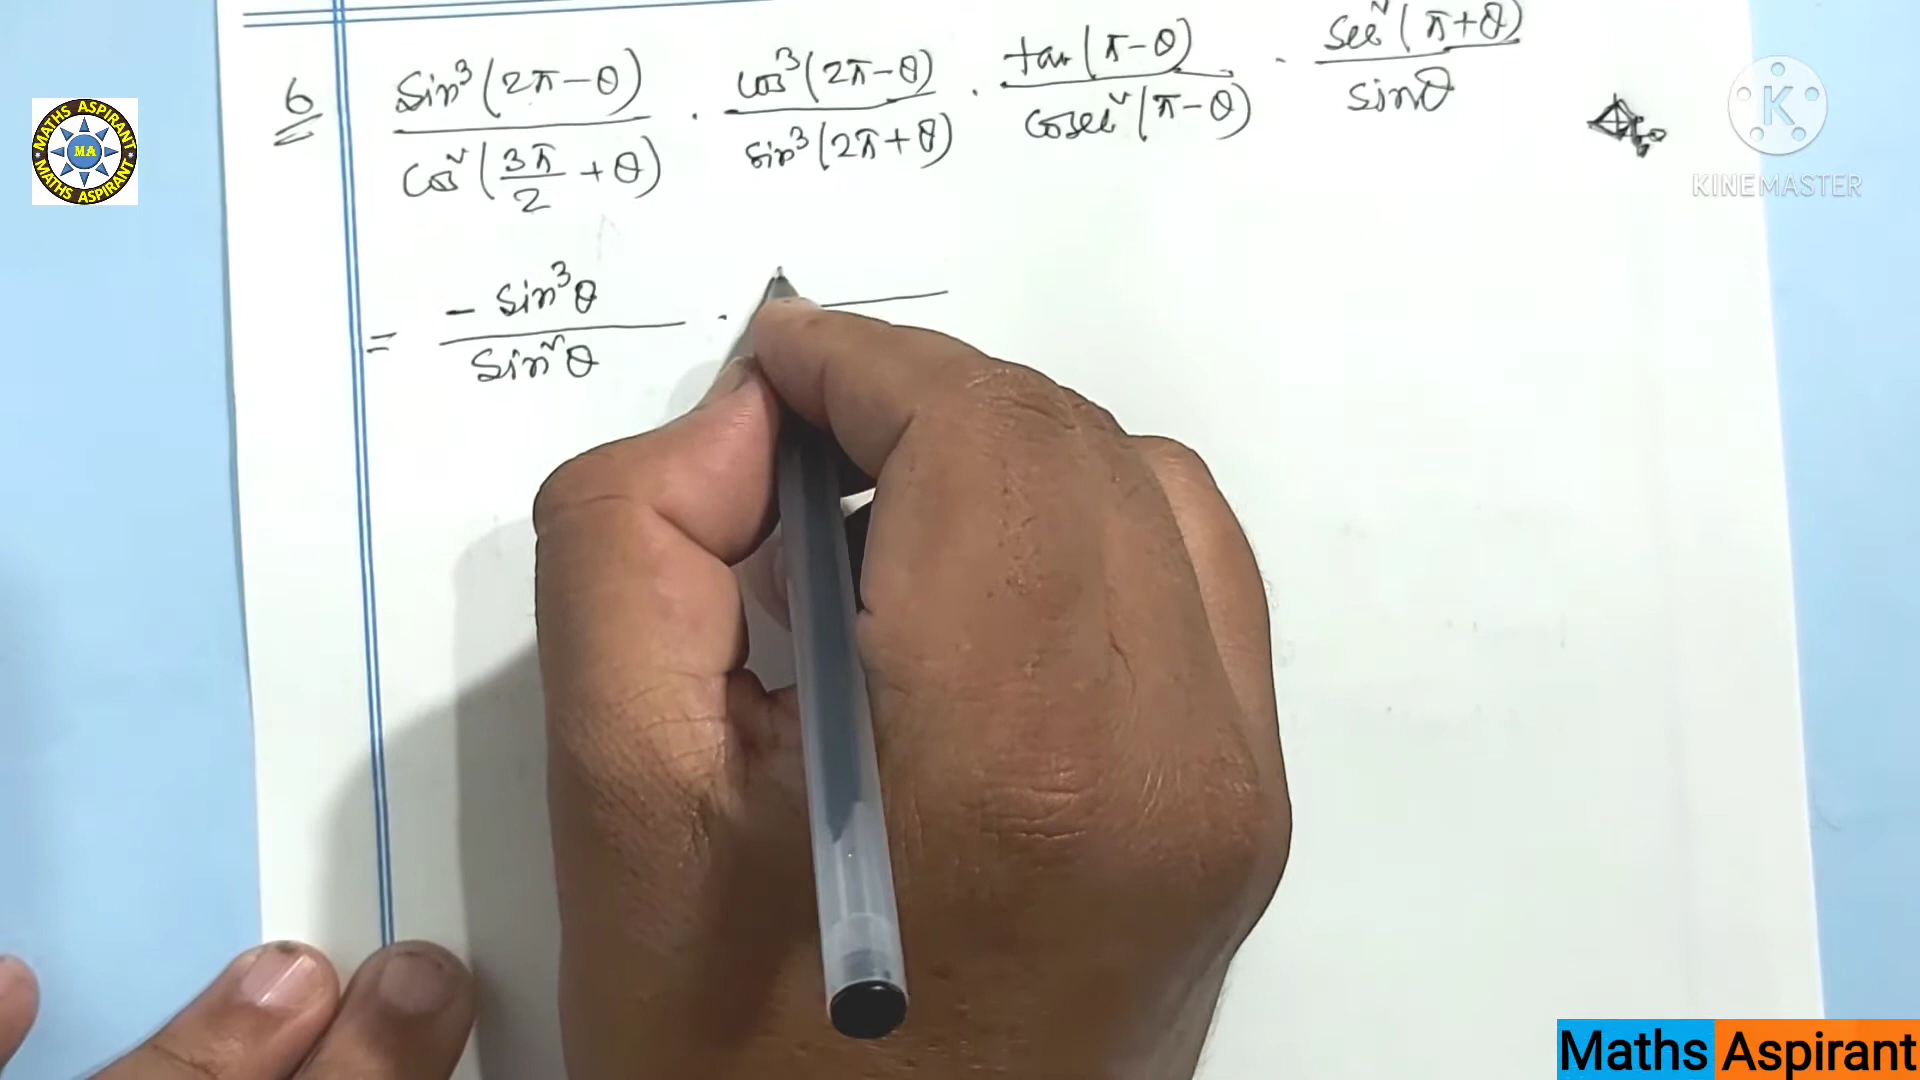 6 sin³(2π−θ)/cos²(3π/2+θ) · cos³(2π−θ)/sin³(2π+θ) · tan(π−θ)/cosec²(π−θ) · sec²(π+θ)/sinθ
= −sin³θ/sin²θ ·
MATHS ASPIRANT
MA
MATHS ASPIRANT
K
KINEMASTER
Maths Aspirant